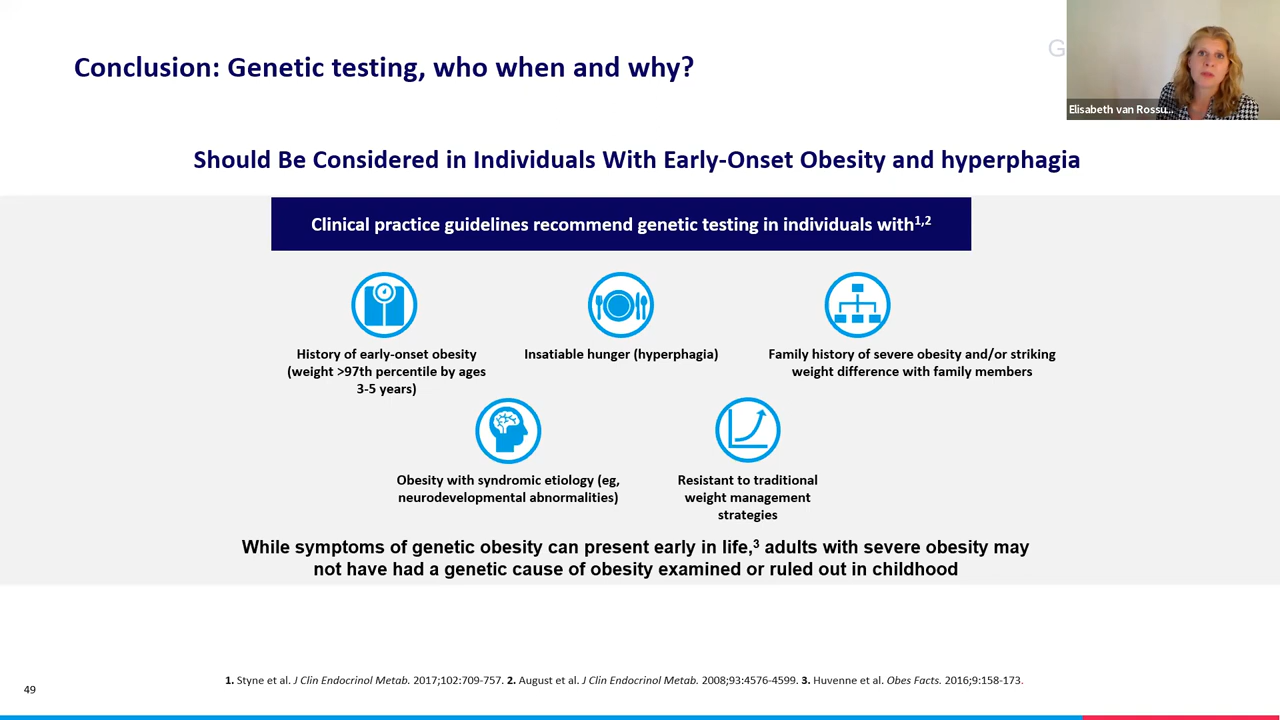 Conclusion: Genetic testing, who when and why?
G
Elisabeth van Rossu...
Should Be Considered in Individuals With Early-Onset Obesity and hyperphagia
Clinical practice guidelines recommend genetic testing in individuals with1,2
History of early-onset obesity
(weight >97th percentile by ages
3-5 years)
Insatiable hunger (hyperphagia)
Family history of severe obesity and/or striking
weight difference with family members
Obesity with syndromic etiology (eg,
neurodevelopmental abnormalities)
Resistant to traditional
weight management
strategies
While symptoms of genetic obesity can present early in life,3 adults with severe obesity may
not have had a genetic cause of obesity examined or ruled out in childhood
49
1. Styne et al. J Clin Endocrinol Metab. 2017;102:709-757. 2. August et al. J Clin Endocrinol Metab. 2008;93:4576-4599. 3. Huvenne et al. Obes Facts. 2016;9:158-173.